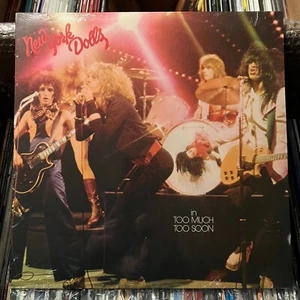 New York
Dolls
in
TOO MUCH
TOO SOON